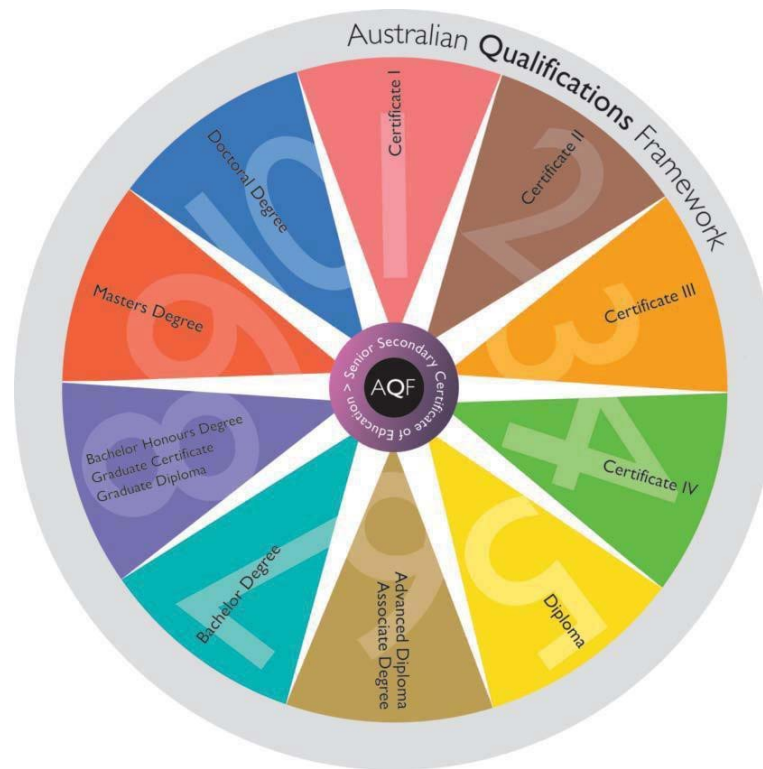 Australian Qualifications Framework
Certificate I
1
Certificate II
2
Certificate III
3
Certificate IV
4
Diploma
5
Advanced Diploma
Associate Degree
6
Bachelor Degree
7
Bachelor Honours Degree
Graduate Certificate
Graduate Diploma
8
Masters Degree
9
Doctoral Degree
10
Senior Secondary Certificate of Education >
AQF